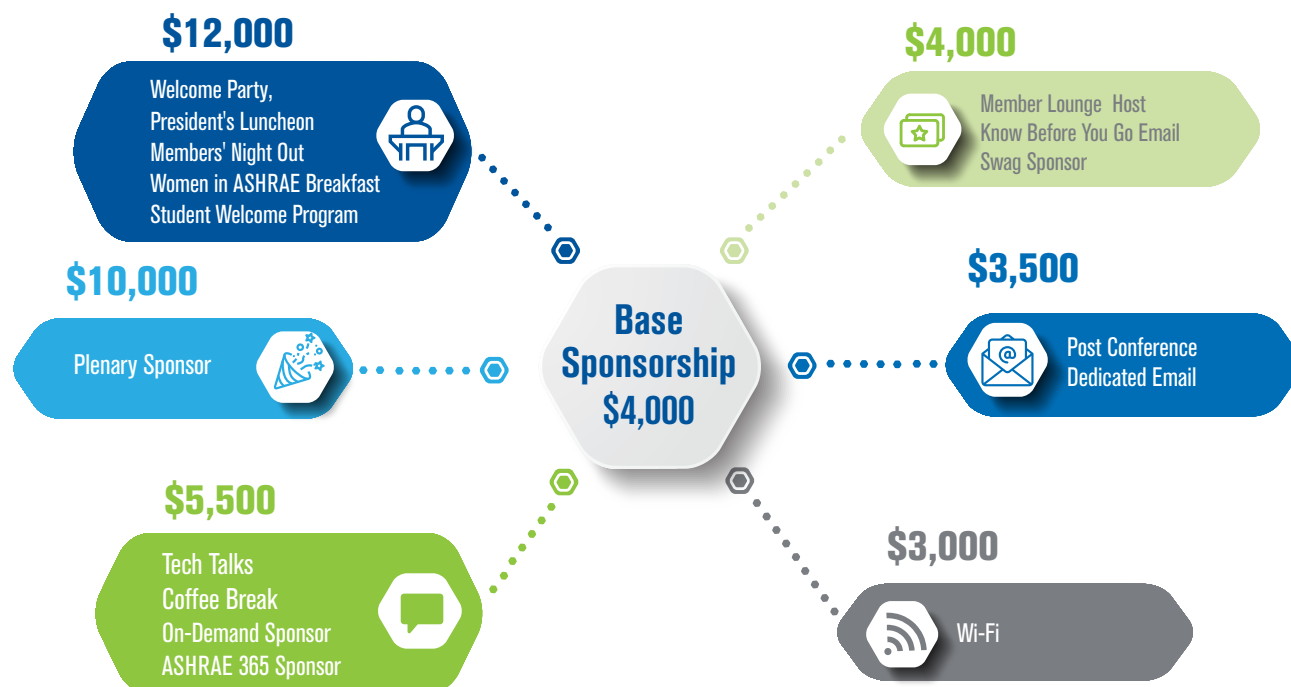 $12,000
Welcome Party,
President's Luncheon
Members' Night Out
Women in ASHRAE Breakfast
Student Welcome Program
$10,000
Plenary Sponsor
$5,500
Tech Talks
Coffee Break
On-Demand Sponsor
ASHRAE 365 Sponsor
Base
Sponsorship
$4,000
$4,000
Member Lounge Host
Know Before You Go Email
Swag Sponsor
$3,500
@
Post Conference
Dedicated Email
$3,000
Wi-Fi